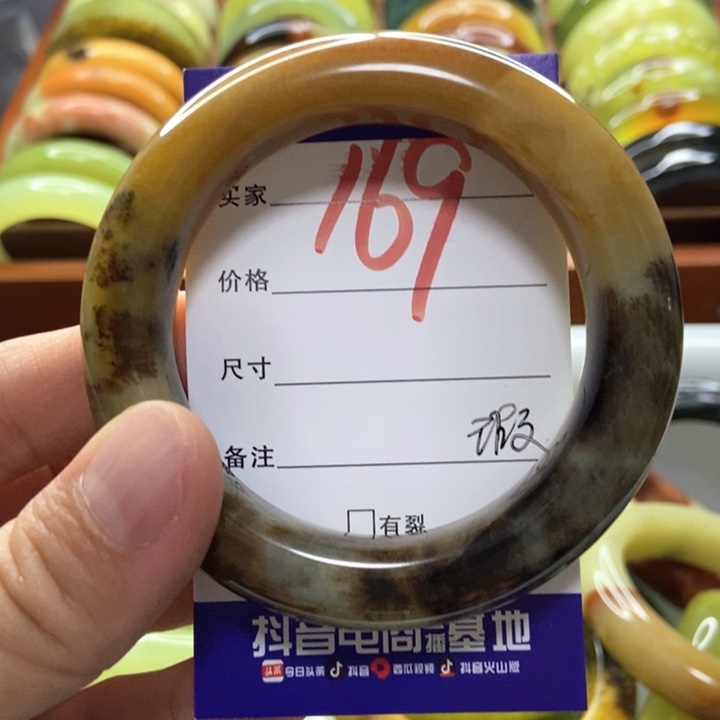 169
买家
价格
尺寸
瑕
备注
□有裂
抖音电商直播基地
今日头条 抖音 西瓜视频 抖音火山版